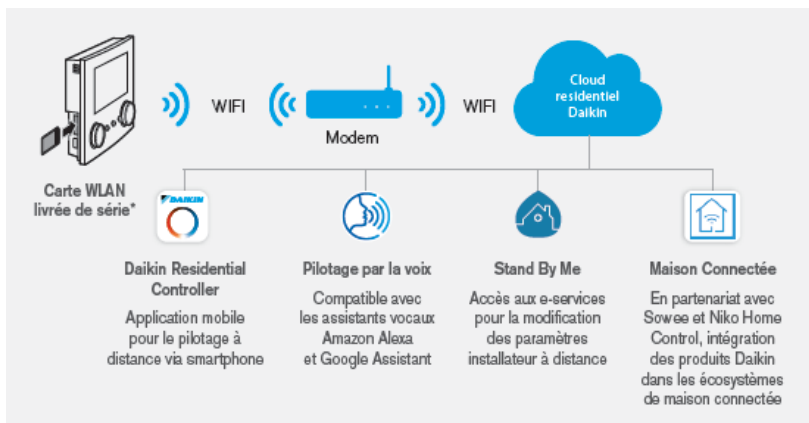 Cloud
residentiel
Daikin
WIFI
WIFI
Modem
Carte WLAN
livrée de série*
DAIKIN
Daikin Residential
Controller
Application mobile
pour le pilotage à
distance via smartphone
Pilotage par la voix
Compatible avec
les assistants vocaux
Amazon Alexa
et Google Assistant
Stand By Me
Accès aux e-services
pour la modification
des paramètres
installateur à distance
Maison Connectée
En partenariat avec
Sowee et Niko Home
Control, intégration
des produits Daikin
dans les écosystèmes
de maison connectée